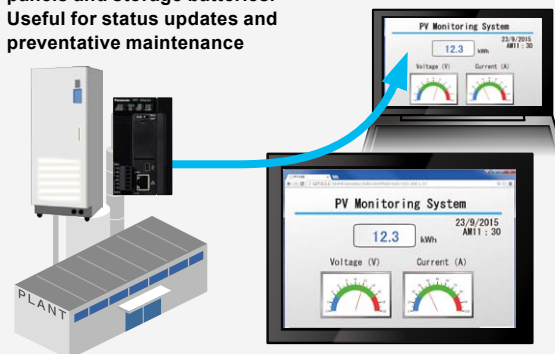 panels and storage batteries.
Useful for status updates and
preventative maintenance
PV Monitoring System
23/9/2015
AM11 : 30
12.3 kWh
Voltage (V) Current (A)
Panasonic
PLANT
PV Monitoring System
23/9/2015
AM11 : 30
12.3 kWh
Voltage (V) Current (A)